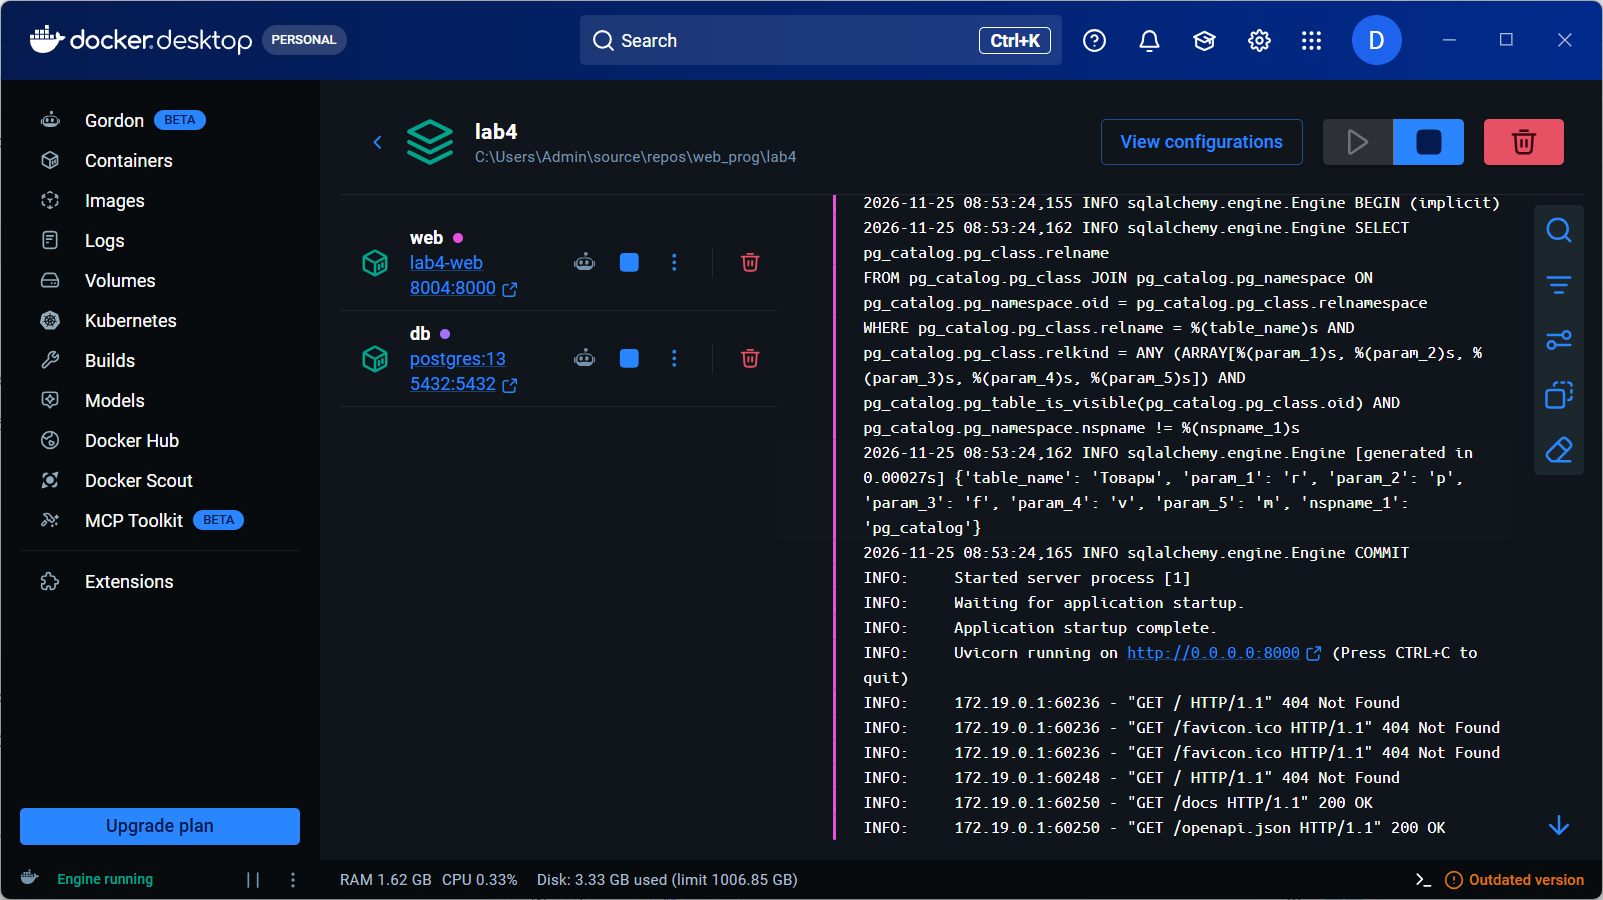 docker.desktop PERSONAL
Search
Ctrl+K
D
Gordon BETA
Containers
Images
Logs
Volumes
Kubernetes
Builds
Models
Docker Hub
Docker Scout
MCP Toolkit BETA
Extensions
Upgrade plan
lab4
C:\Users\Admin\source\repos\web_prog\lab4
View configurations
web
lab4-web
8004:8000
db
postgres:13
5432:5432
2026-11-25 08:53:24,155 INFO sqlalchemy.engine.Engine BEGIN (implicit)
2026-11-25 08:53:24,162 INFO sqlalchemy.engine.Engine SELECT
pg_catalog.pg_class.relname
FROM pg_catalog.pg_class JOIN pg_catalog.pg_namespace ON
pg_catalog.pg_namespace.oid = pg_catalog.pg_class.relnamespace
WHERE pg_catalog.pg_class.relname = %(table_name)s AND
pg_catalog.pg_class.relkind = ANY (ARRAY[%(param_1)s, %(param_2)s, %
(param_3)s, %(param_4)s, %(param_5)s]) AND
pg_catalog.pg_table_is_visible(pg_catalog.pg_class.oid) AND
pg_catalog.pg_namespace.nspname != %(nspname_1)s
2026-11-25 08:53:24,162 INFO sqlalchemy.engine.Engine [generated in
0.00027s] {'table_name': 'Товары', 'param_1': 'r', 'param_2': 'p',
'param_3': 'f', 'param_4': 'v', 'param_5': 'm', 'nspname_1':
'pg_catalog'}
2026-11-25 08:53:24,165 INFO sqlalchemy.engine.Engine COMMIT
INFO: Started server process [1]
INFO: Waiting for application startup.
INFO: Application startup complete.
INFO: Uvicorn running on http://0.0.0.0:8000 (Press CTRL+C to
quit)
INFO: 172.19.0.1:60236 - "GET / HTTP/1.1" 404 Not Found
INFO: 172.19.0.1:60236 - "GET /favicon.ico HTTP/1.1" 404 Not Found
INFO: 172.19.0.1:60236 - "GET /favicon.ico HTTP/1.1" 404 Not Found
INFO: 172.19.0.1:60248 - "GET / HTTP/1.1" 404 Not Found
INFO: 172.19.0.1:60250 - "GET /docs HTTP/1.1" 200 OK
INFO: 172.19.0.1:60250 - "GET /openapi.json HTTP/1.1" 200 OK
Engine running
RAM 1.62 GB CPU 0.33% Disk: 3.33 GB used (limit 1006.85 GB)
Outdated version